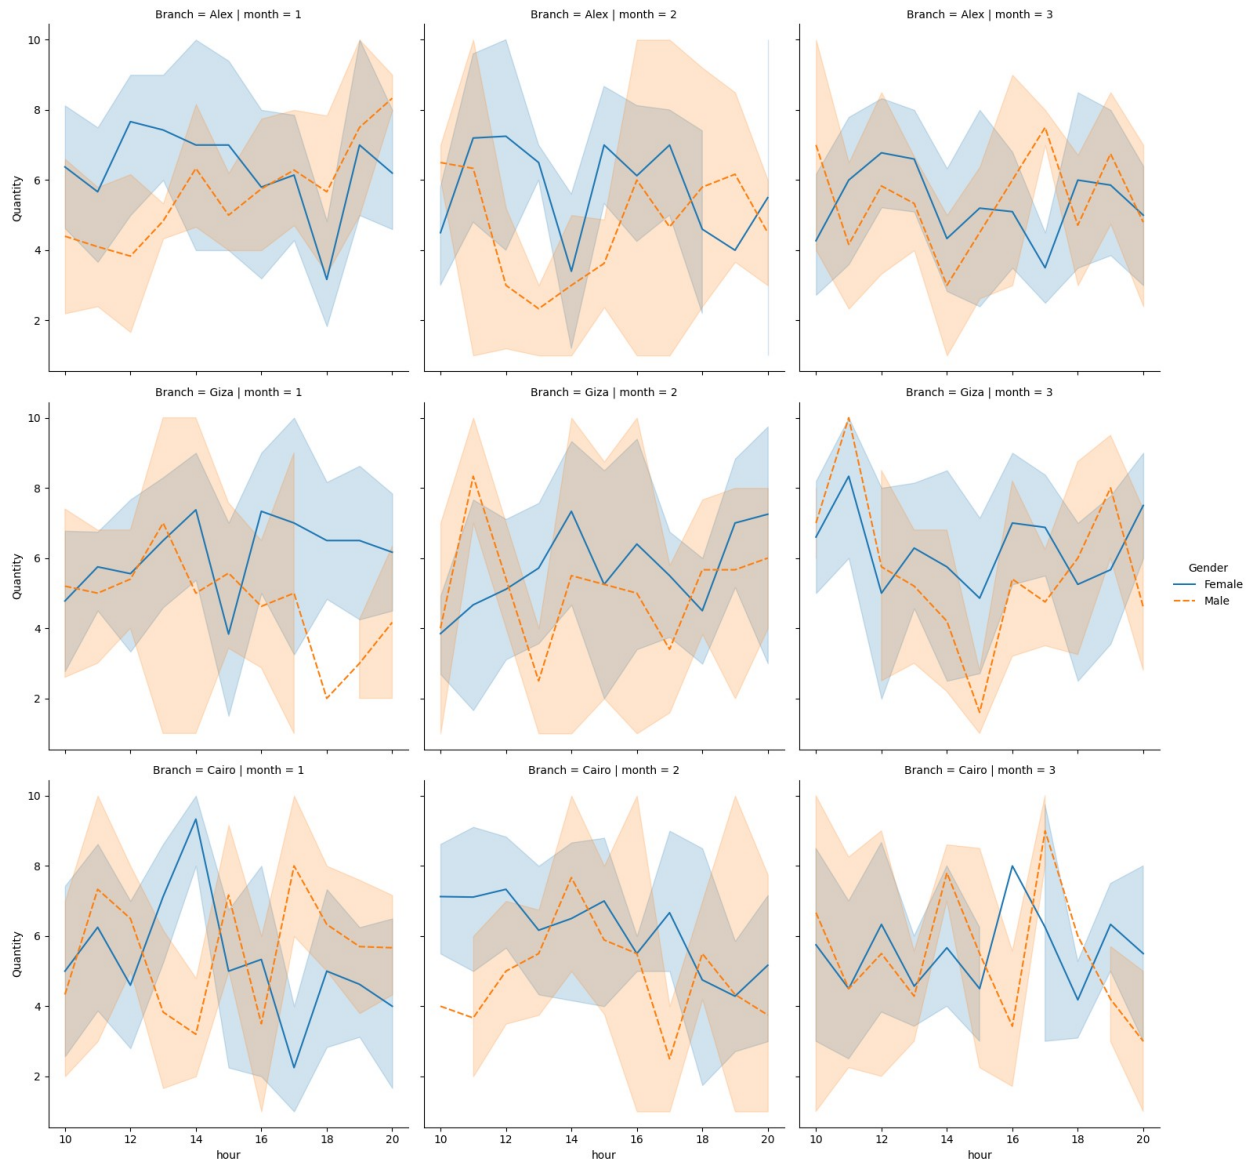 Branch = Alex | month = 1
Branch = Alex | month = 2
Branch = Alex | month = 3
10
8
6
4
2
Quantity
Branch = Giza | month = 1
Branch = Giza | month = 2
Branch = Giza | month = 3
10
8
6
4
2
Quantity
Gender
Female
Male
Branch = Cairo | month = 1
Branch = Cairo | month = 2
Branch = Cairo | month = 3
10
8
6
4
2
Quantity
10 12 14 16 18 20
hour
10 12 14 16 18 20
hour
10 12 14 16 18 20
hour